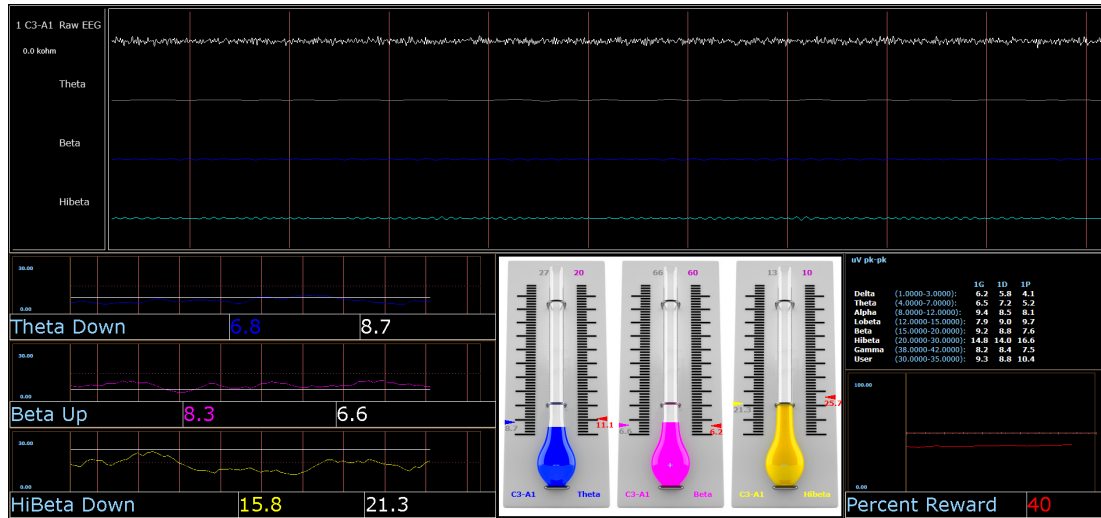 1 C3-A1 Raw EEG
0.0 kohm
Theta
Beta
Hibeta
30.00
0.00
Theta Down 6.8 8.7
30.00
0.00
Beta Up 8.3 6.6
30.00
0.00
HiBeta Down 15.8 21.3
27 20
8.7 11.1
C3-A1 Theta
66 60
6.6 6.2
C3-A1 Beta
13 10
21.3 25.7
C3-A1 Hibeta
uV pk-pk
1G 1D 1P
Delta (1.0000-3.0000): 6.2 5.8 4.1
Theta (4.0000-7.0000): 6.5 7.2 5.2
Alpha (8.0000-12.0000): 9.4 8.5 8.1
Lobeta (12.0000-15.0000): 7.9 9.0 9.7
Beta (15.0000-20.0000): 9.2 8.8 7.6
Hibeta (20.0000-30.0000): 14.8 14.0 16.6
Gamma (38.0000-42.0000): 8.2 8.4 7.5
User (30.0000-35.0000): 9.3 8.8 10.4
100.00
0.00
Percent Reward 40